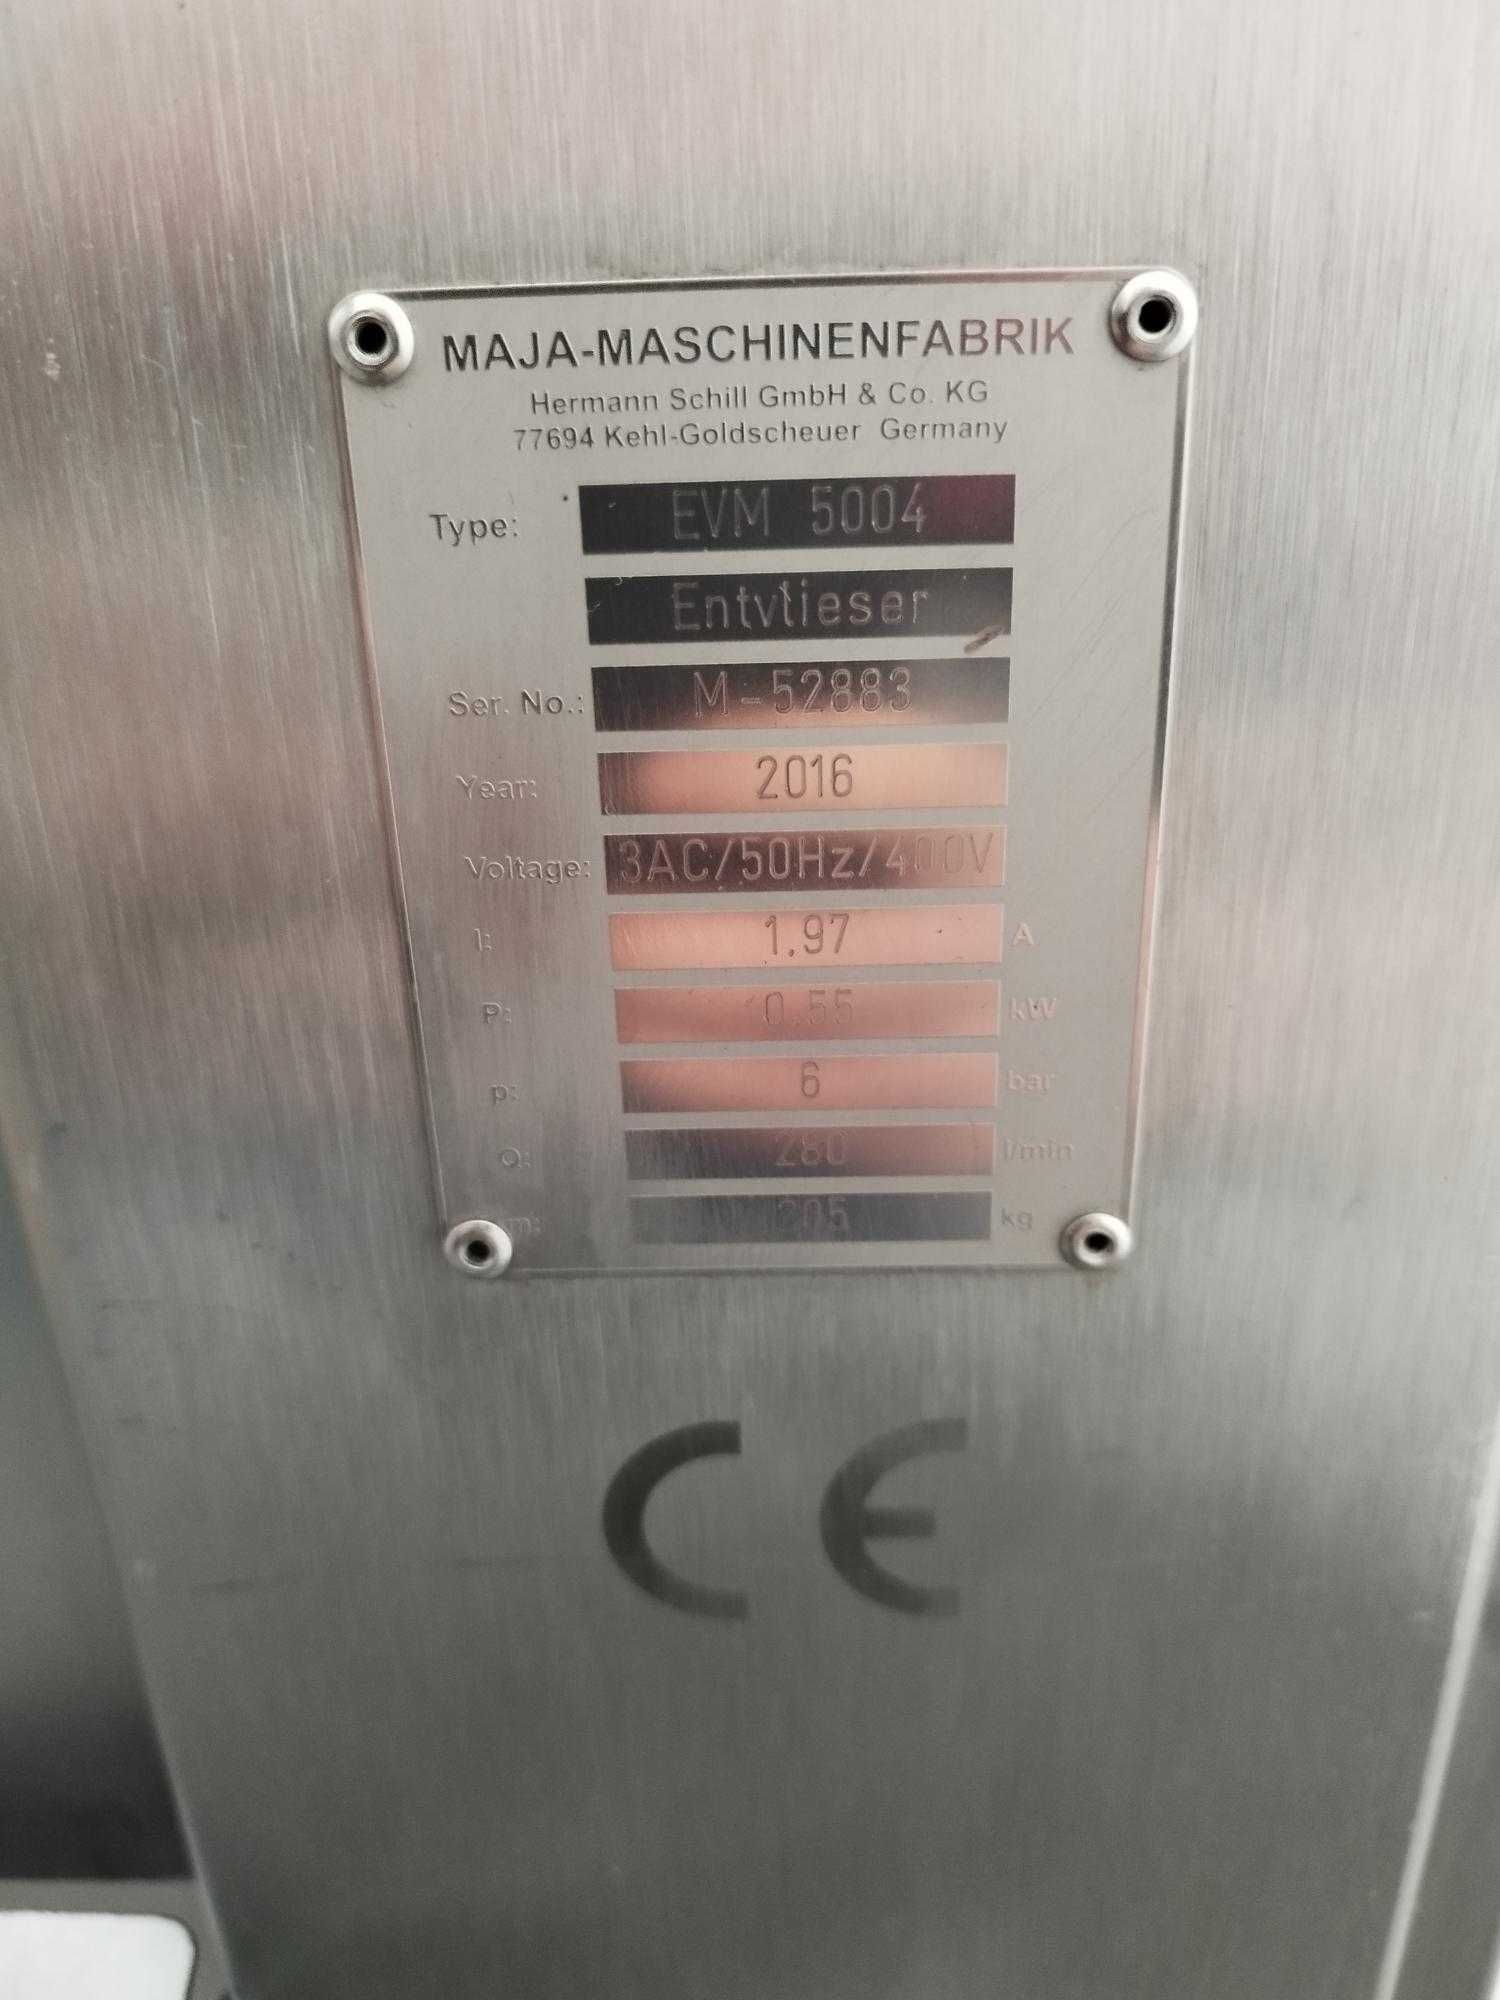 MAJA-MASCHINENFABRIK
Hermann Schill GmbH & Co. KG
77694 Kehl-Goldscheuer Germany
Type: EVM 5004
Entvlieser
Ser. No.: M-52883
Year: 2016
Voltage: 3AC/50Hz/400V
I: 1.97 A
P: 0.55 kW
p: 6 bar
Q: 280 l/min
m: 205 kg
CE